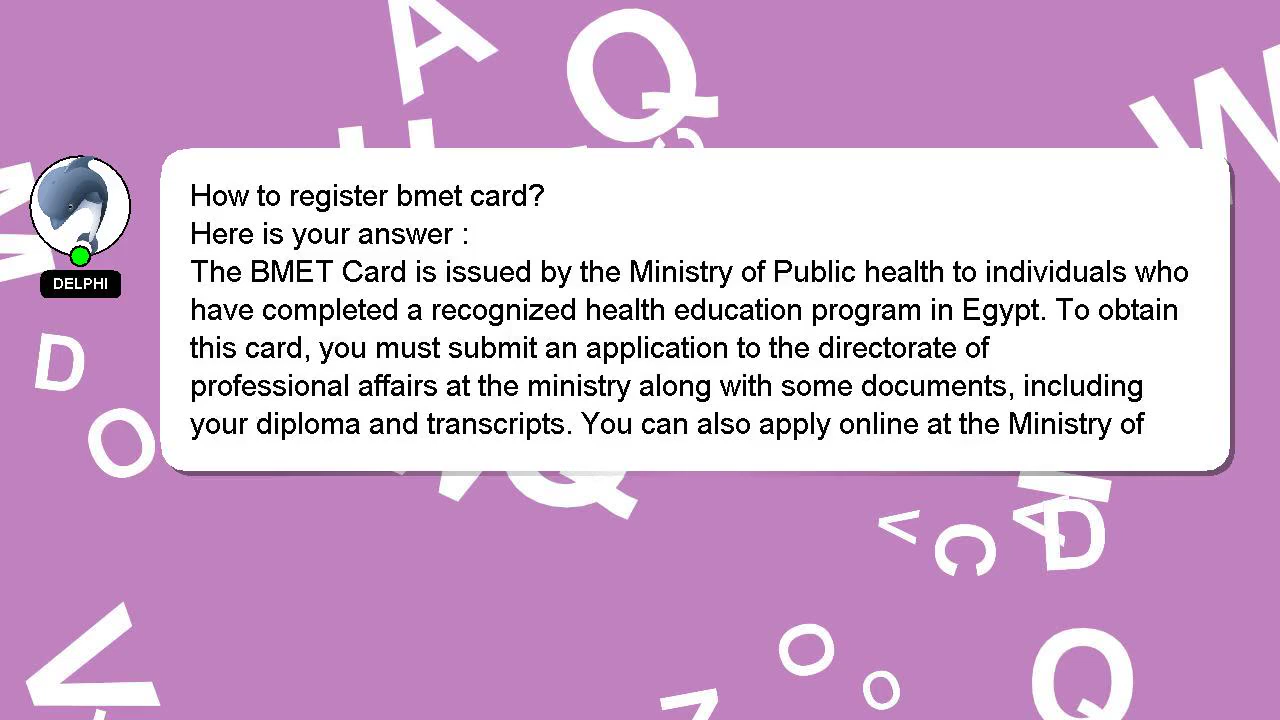 How to register bmet card?
Here is your answer :
The BMET Card is issued by the Ministry of Public health to individuals who
have completed a recognized health education program in Egypt. To obtain
this card, you must submit an application to the directorate of
professional affairs at the ministry along with some documents, including
your diploma and transcripts. You can also apply online at the Ministry of
DELPHI
A
Q
W
D
O
V
C
D
V
O
O
Q